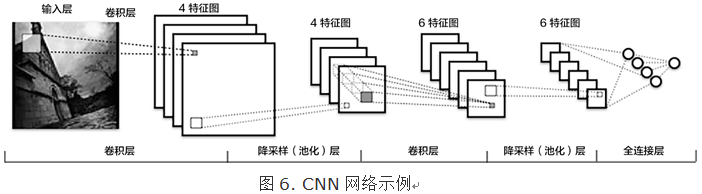 输入层
卷积层
4 特征图
4 特征图
6 特征图
6 特征图
卷积层
降采样（池化）层
卷积层
降采样（池化）层
全连接层
图 6. CNN 网络示例↵